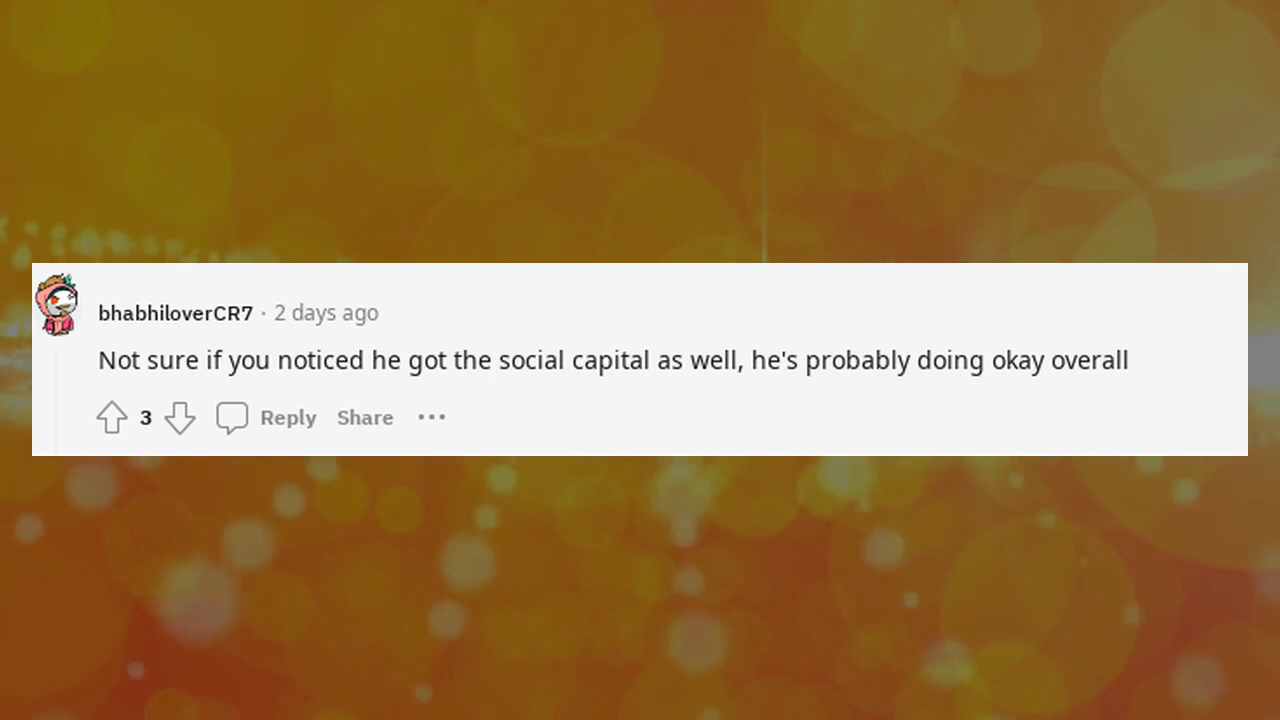 bhabhiloverCR7 · 2 days ago
Not sure if you noticed he got the social capital as well, he's probably doing okay overall
3 Reply Share